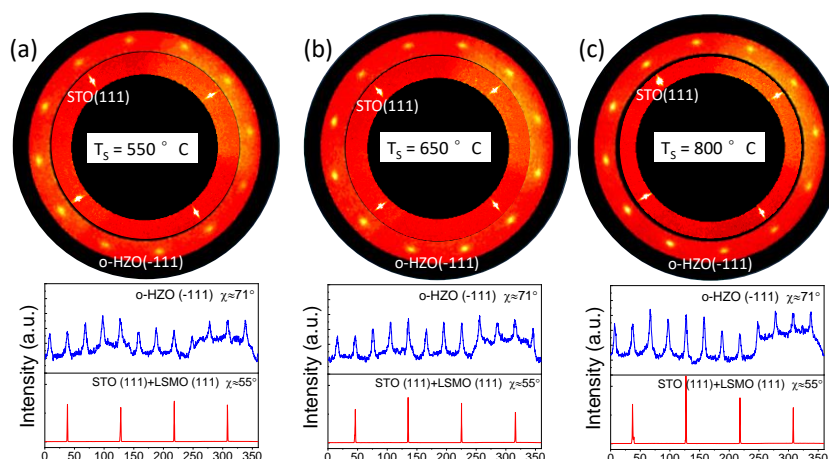 (a)
STO(111)
T_S = 550 ° C
o-HZO(-111)
o-HZO (-111) χ≈71°
STO (111)+LSMO (111) χ≈55°
Intensity (a.u.)
0 50 100 150 200 250 300 350
(b)
STO(111)
T_S = 650 ° C
o-HZO(-111)
o-HZO (-111) χ≈71°
STO (111)+LSMO (111) χ≈55°
Intensity (a.u.)
0 50 100 150 200 250 300 350
(c)
STO(111)
T_S = 800 ° C
o-HZO(-111)
o-HZO (-111) χ≈71°
STO (111)+LSMO (111) χ≈55°
Intensity (a.u.)
0 50 100 150 200 250 300 350